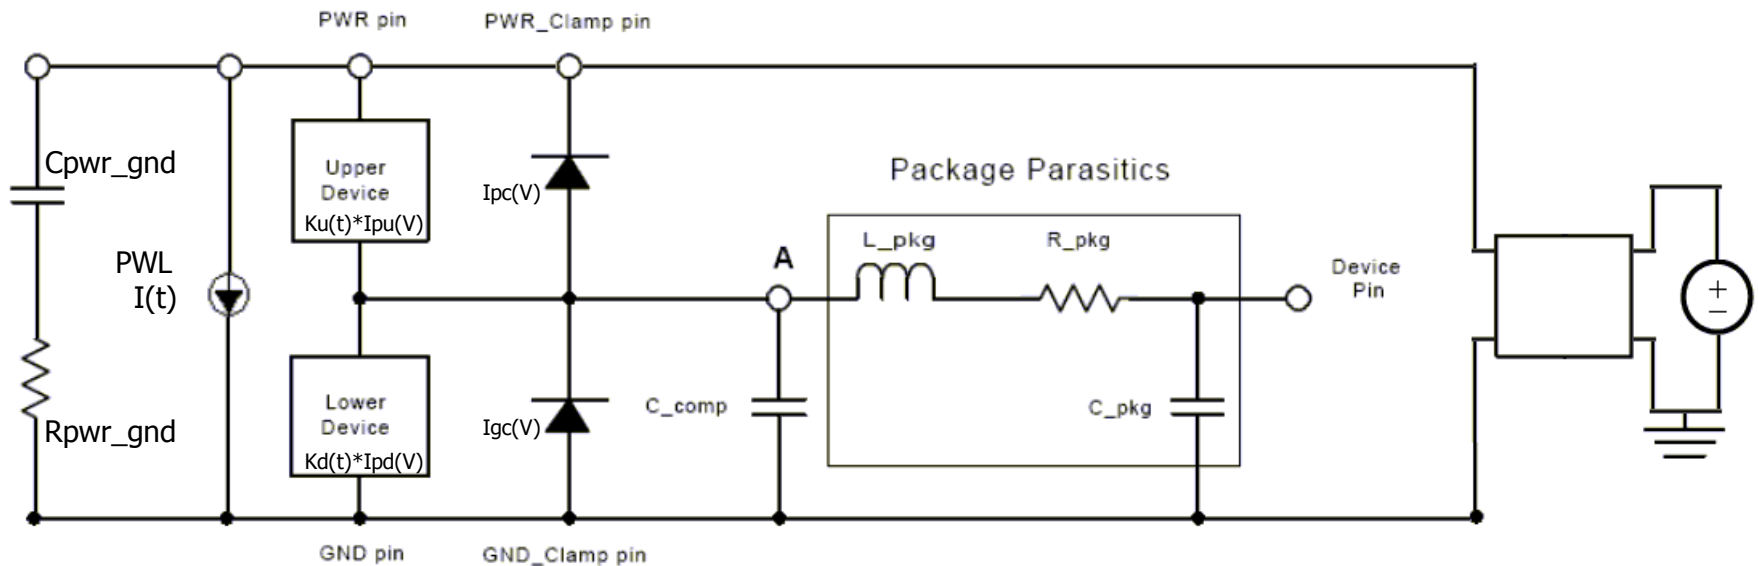 PWR pin
PWR_Clamp pin
Cpwr_gnd
Upper
Device
Ku(t)*Ipu(V)
Ipc(V)
Package Parasitics
L_pkg
R_pkg
A
Device
Pin
PWL
I(t)
+
−
Lower
Device
Kd(t)*Ipd(V)
Igc(V)
C_comp
C_pkg
Rpwr_gnd
GND pin
GND_Clamp pin